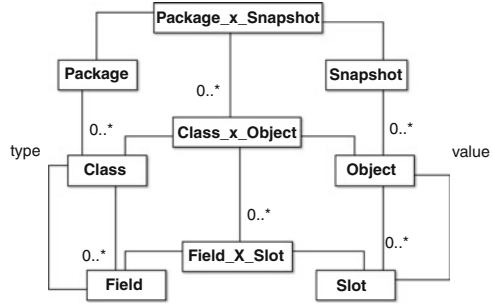 Package_x_Snapshot
Package
Snapshot
0..*
0..*
Class_x_Object
0..*
type
value
Class
Object
0..*
0..*
Field_X_Slot
0..*
Field
Slot